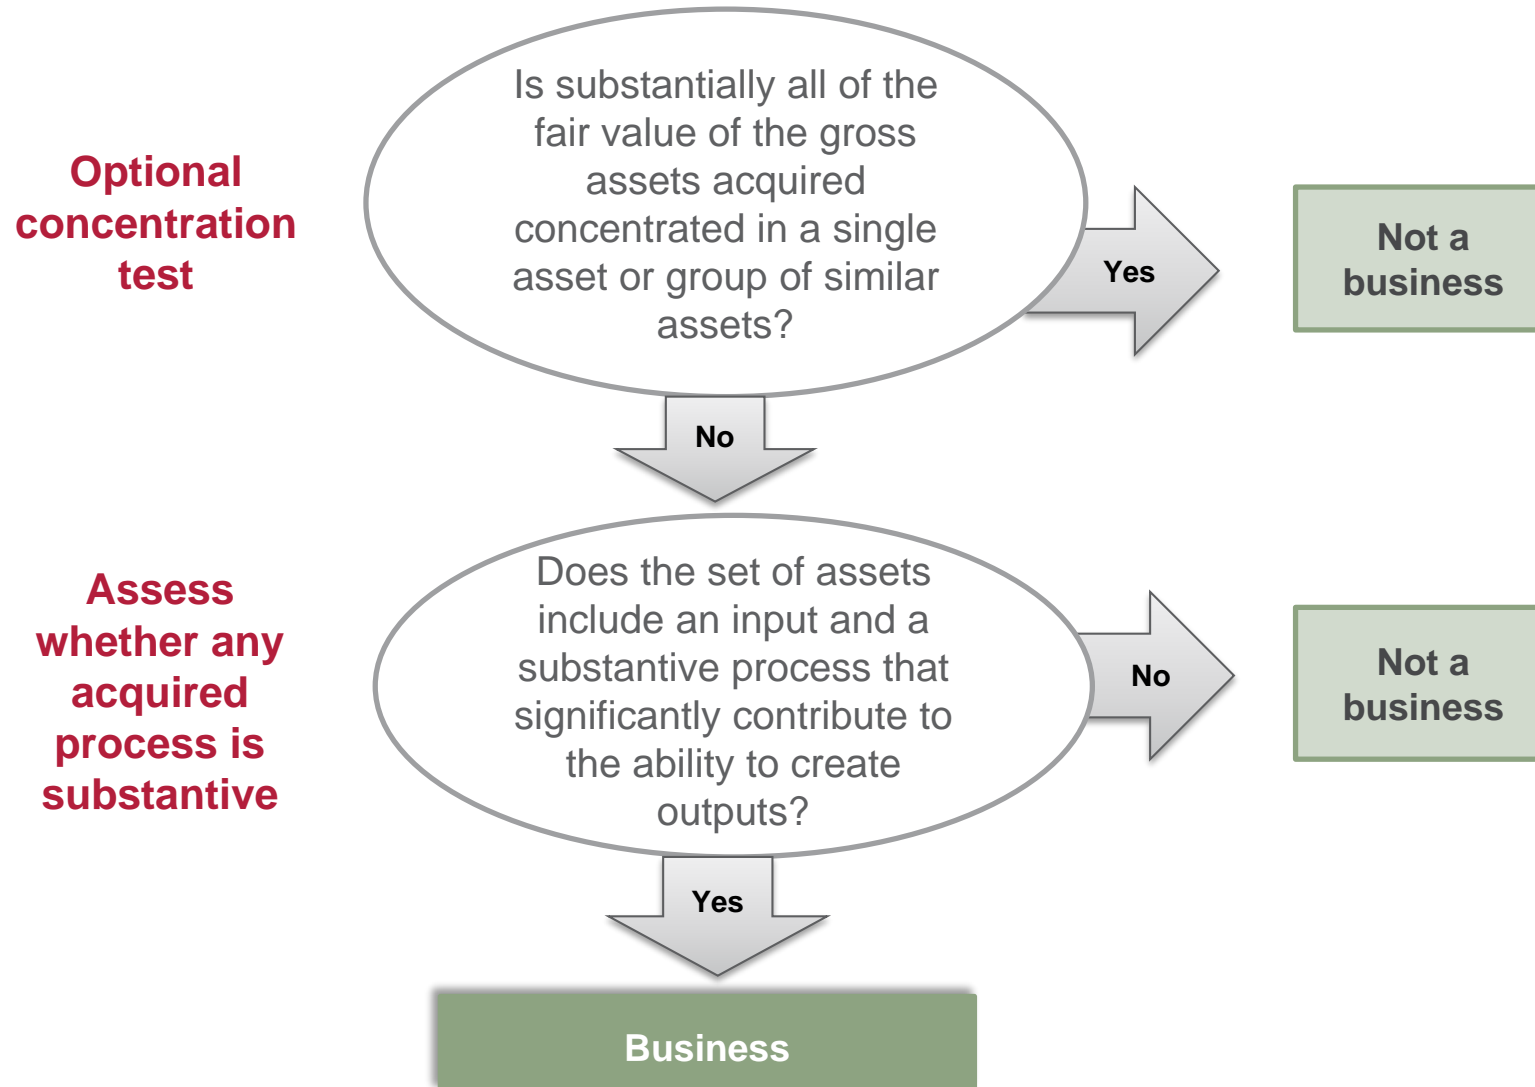 Optional
concentration
test
Is substantially all of the
fair value of the gross
assets acquired
concentrated in a single
asset or group of similar
assets?
Yes
Not a
business
No
Assess
whether any
acquired
process is
substantive
Does the set of assets
include an input and a
substantive process that
significantly contribute to
the ability to create
outputs?
No
Not a
business
Yes
Business